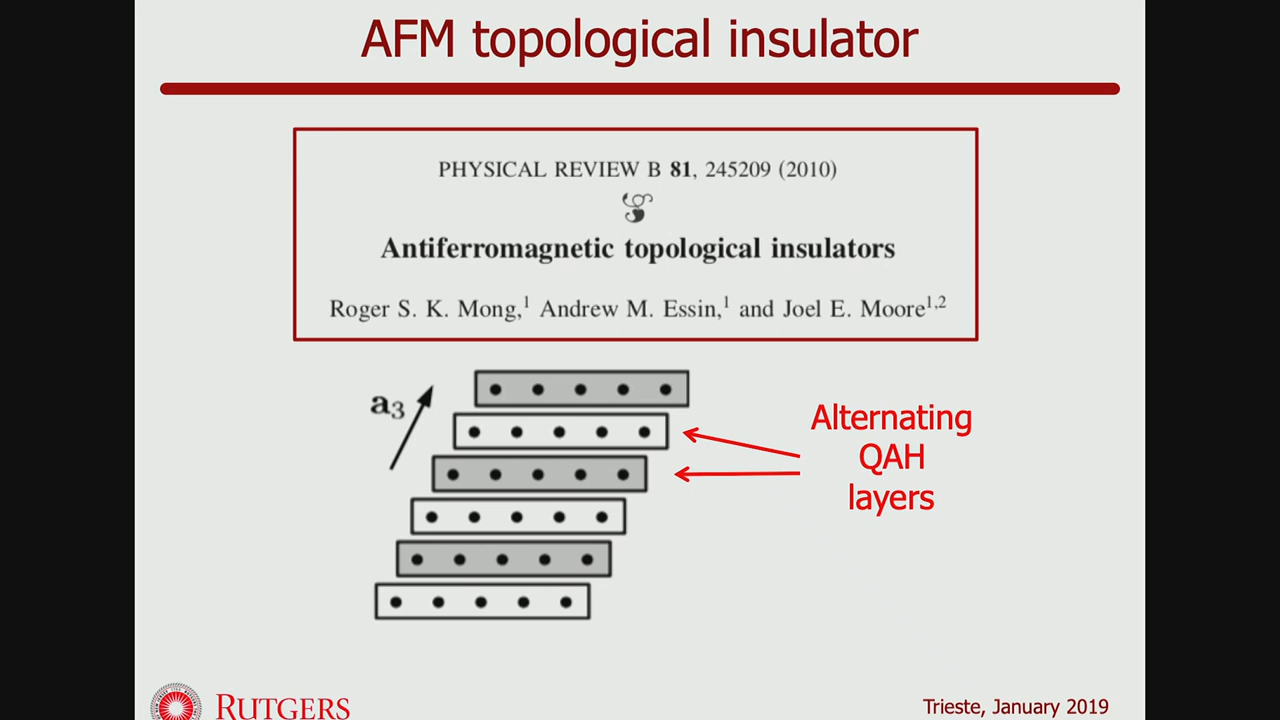 AFM topological insulator
PHYSICAL REVIEW B 81, 245209 (2010)
Antiferromagnetic topological insulators
Roger S. K. Mong,1 Andrew M. Essin,1 and Joel E. Moore1,2
a3
Alternating
QAH
layers
RUTGERS
Trieste, January 2019